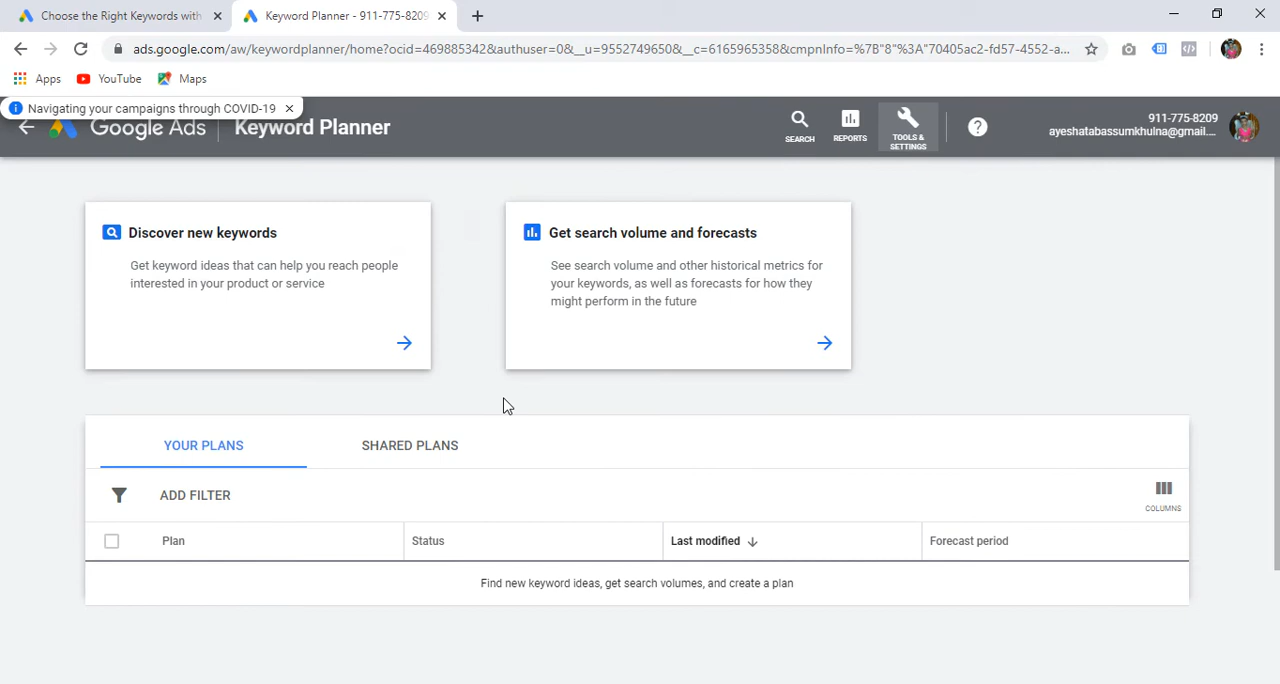 Choose the Right Keywords with
Keyword Planner - 911-775-8209
ads.google.com/aw/keywordplanner/home?ocid=469885342&authuser=0&__u=9552749650&__c=6165965358&cmpnInfo=%7B"8"%3A"70405ac2-fd57-4552-a...
Apps YouTube Maps
Navigating your campaigns through COVID-19
Google Ads Keyword Planner
SEARCH
REPORTS
TOOLS &
SETTINGS
911-775-8209
ayeshatabassumkhulna@gmail....
Discover new keywords
Get keyword ideas that can help you reach people
interested in your product or service
Get search volume and forecasts
See search volume and other historical metrics for
your keywords, as well as forecasts for how they
might perform in the future
YOUR PLANS SHARED PLANS
ADD FILTER
COLUMNS
Plan Status Last modified Forecast period
Find new keyword ideas, get search volumes, and create a plan